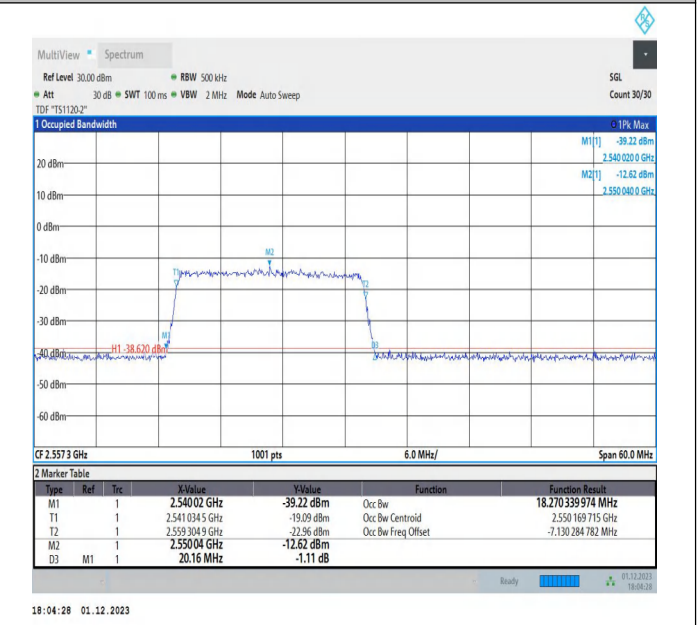 MultiView Spectrum
Ref Level 30.00 dBm RBW 500 kHz SGL
Att 30 dB SWT 100 ms VBW 2 MHz Mode Auto Sweep Count 30/30
TDF "TS1120-2"
1 Occupied Bandwidth 1Pk Max
M1[1] -39.22 dBm
2.540 020 0 GHz
M2[1] -12.62 dBm
2.550 040 0 GHz
20 dBm
10 dBm
0 dBm
-10 dBm
-20 dBm
-30 dBm
-40 dBm
-50 dBm
-60 dBm
M2
T1
T2
M1
H1 -38.620 dBm
D3
CF 2.557 3 GHz 1001 pts 6.0 MHz/ Span 60.0 MHz
2 Marker Table
Type Ref Trc X-Value Y-Value Function Function Result
M1 1 2.540 02 GHz -39.22 dBm Occ Bw 18.270 339 974 MHz
T1 1 2.541 034 5 GHz -19.09 dBm Occ Bw Centroid 2.550 169 715 GHz
T2 1 2.559 304 9 GHz -22.96 dBm Occ Bw Freq Offset -7.130 284 782 MHz
M2 1 2.550 04 GHz -12.62 dBm
D3 M1 1 20.16 MHz -1.11 dB
Ready 01.12.2023
18:04:28
18:04:28 01.12.2023